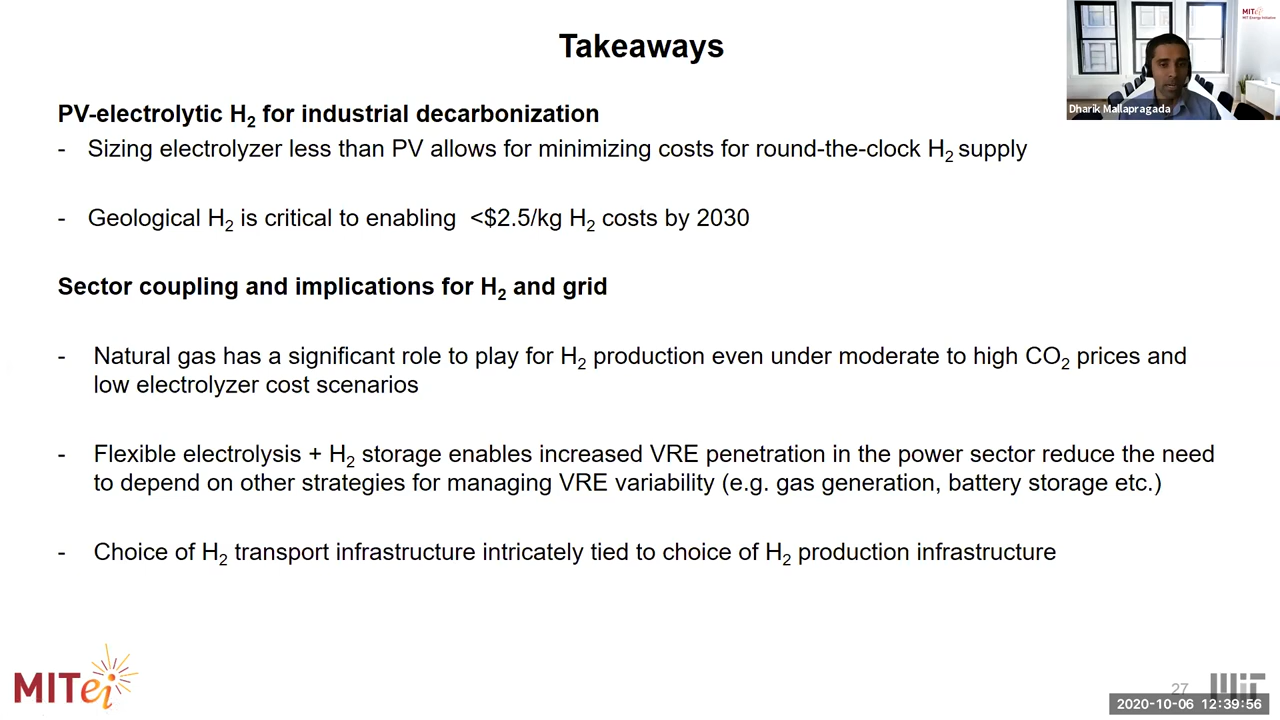 Takeaways
MITei
MIT Energy Initiative
Dharik Mallapragada
PV-electrolytic H2 for industrial decarbonization
- Sizing electrolyzer less than PV allows for minimizing costs for round-the-clock H2 supply
- Geological H2 is critical to enabling <$2.5/kg H2 costs by 2030
Sector coupling and implications for H2 and grid
- Natural gas has a significant role to play for H2 production even under moderate to high CO2 prices and
low electrolyzer cost scenarios
- Flexible electrolysis + H2 storage enables increased VRE penetration in the power sector reduce the need
to depend on other strategies for managing VRE variability (e.g. gas generation, battery storage etc.)
- Choice of H2 transport infrastructure intricately tied to choice of H2 production infrastructure
MITei
27
MIT
2020-10-06 12:39:56